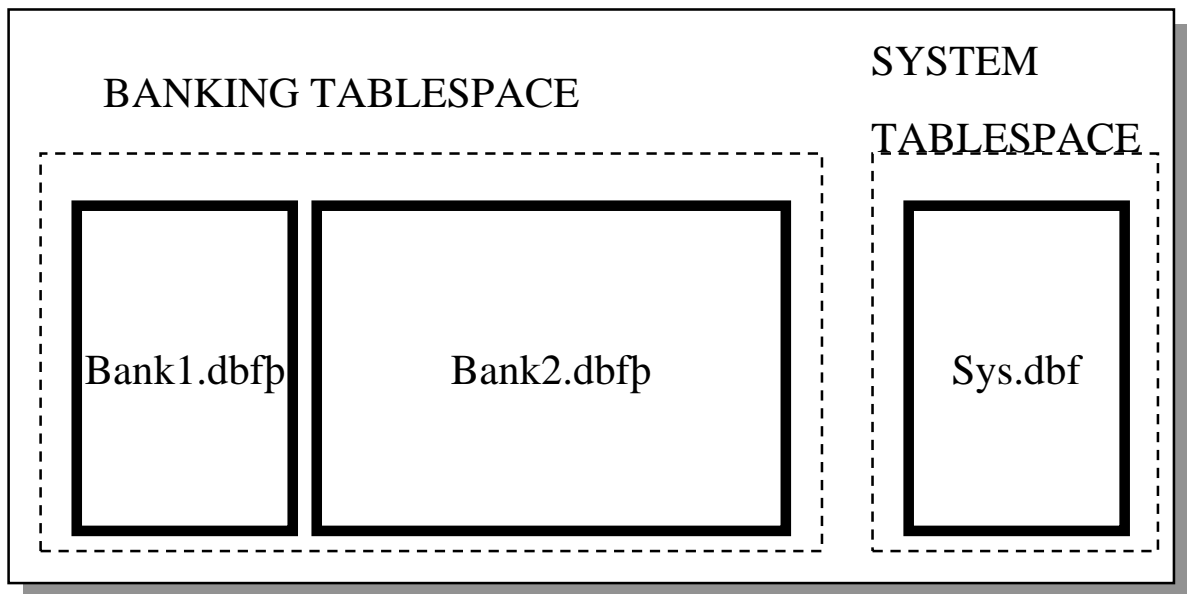 BANKING TABLESPACE
SYSTEM
TABLESPACE
Bank1.dbfþ
Bank2.dbfþ
Sys.dbf